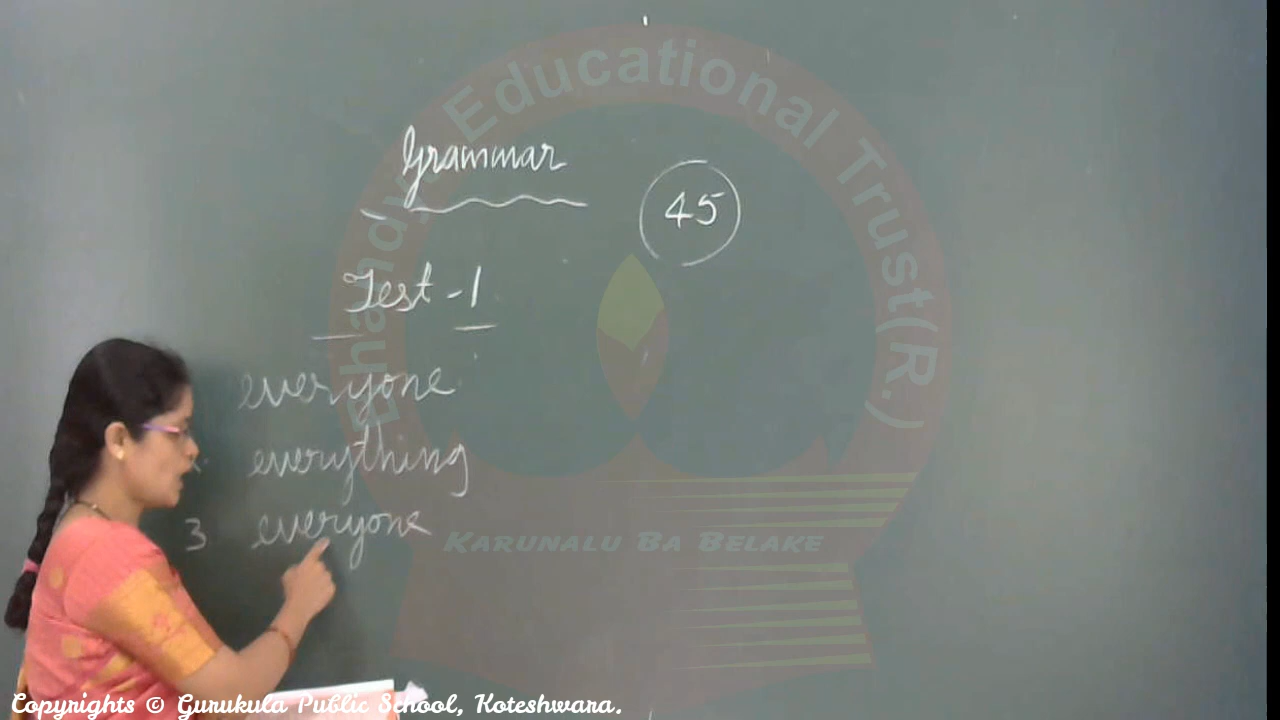 Grammar
45
Test - 1
everyone
everything
3 everyone
Educational Trust(R.)
KARUNALU BA BELAKE
Copyrights © Gurukula Public School, Koteshwara.